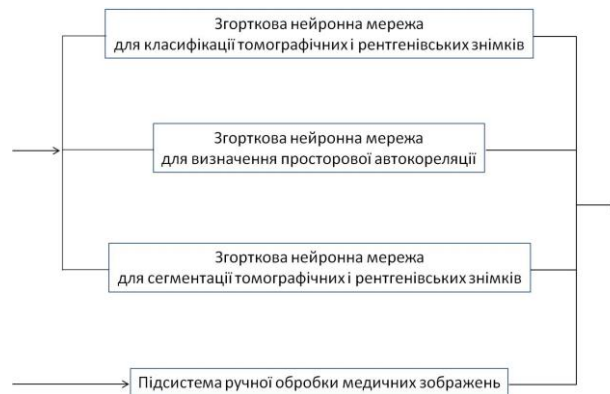 Згорткова нейронна мережа
для класифікації томографічних і рентгенівських знімків
Згорткова нейронна мережа
для визначення просторової автокореляції
Згорткова нейронна мережа
для сегментації томографічних і рентгенівських знімків
Підсистема ручної обробки медичних зображень